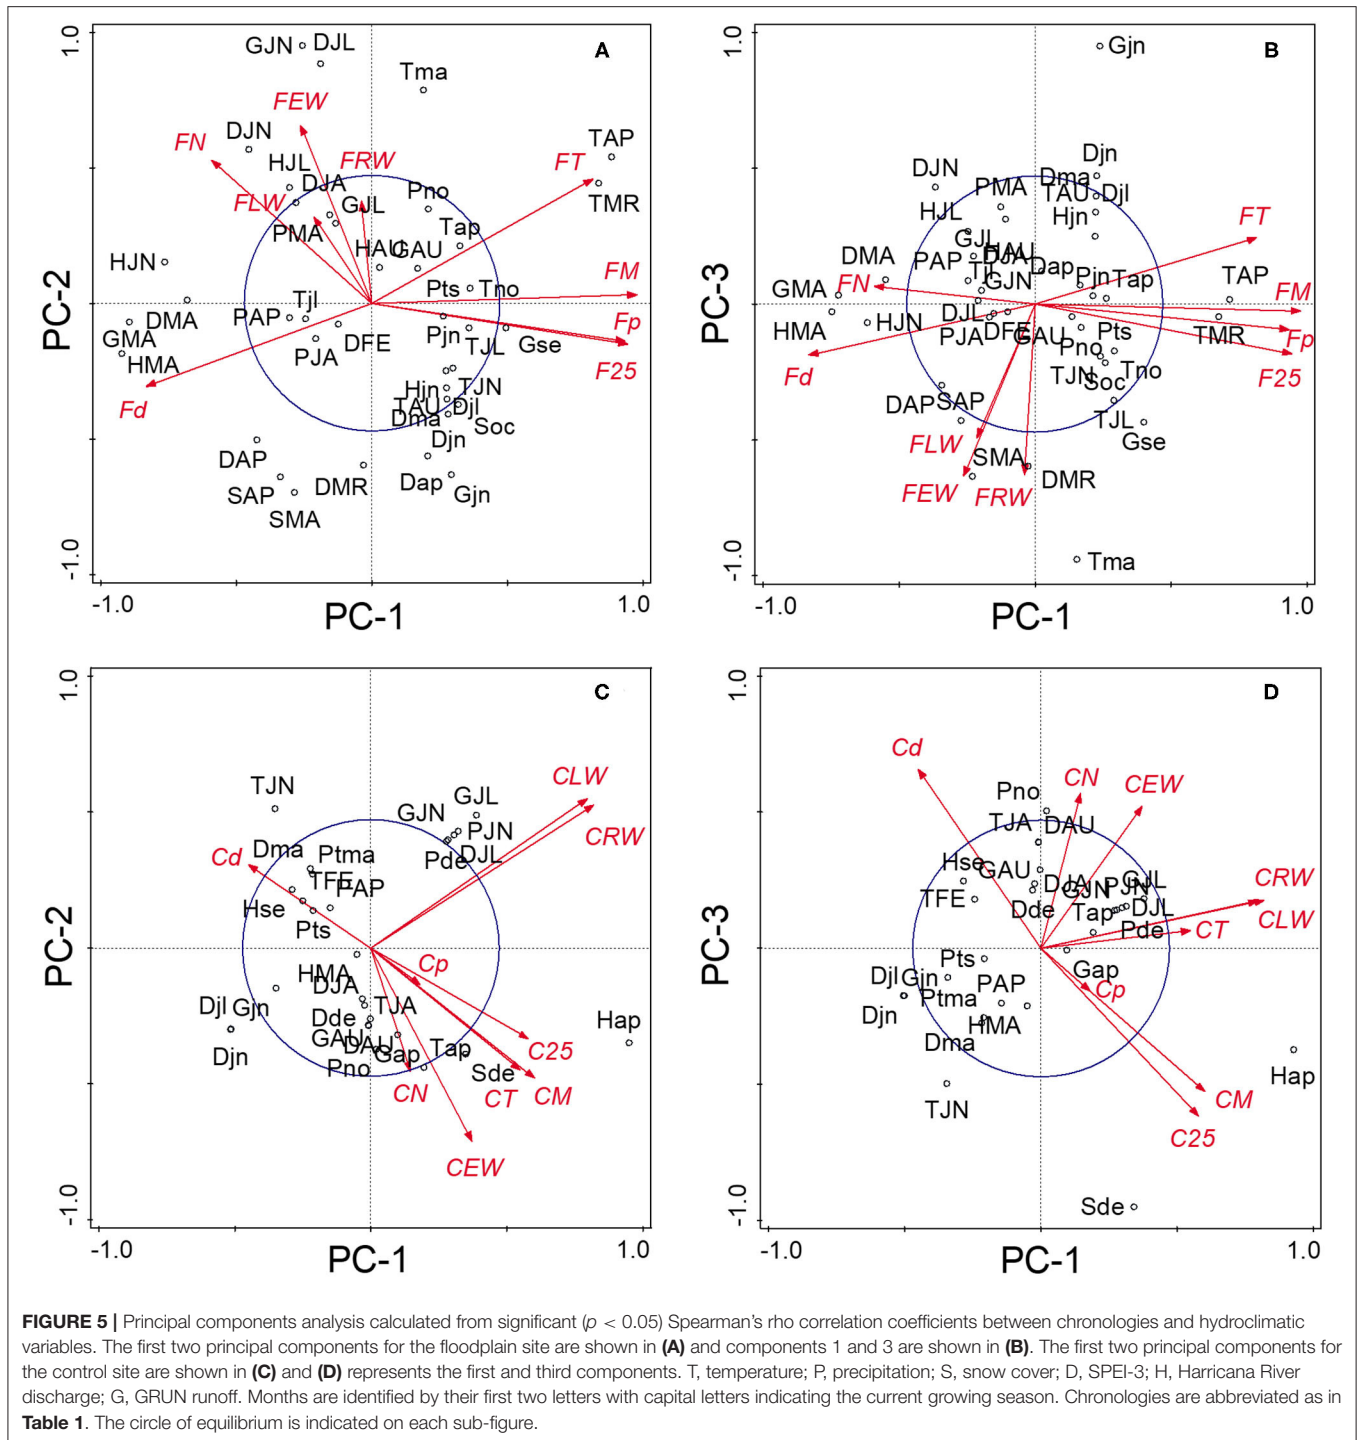 A
1.0
GJN DJL
Tma
FEW
DJN
FN
TAP
FT
HJL
FRW
DJA
Pno
FLW
GJL
TMR
PMA
Tap
HAU GAU
HJN
FM
Pts Tno
DMA
PAP Tjl
Fp
GMA
DFE Pjn
TJL Gse
HMA
PJA
F25
Fd
Hjn TJN
TAU Djl
Dma Soc
Djn
DAP
SAP DMR Dap Gjn
SMA
PC-2
-1.0
-1.0 1.0
PC-1
B
Gjn
Djn
DJN PMA Dma
TAU Djl
HJL Hjn
FT
GJL HAU
DMA PAP DJA
Tjl Dap
GMA FN GJN Pjn Tap TAP
FM
HMA HJN DJL
PJA DFE GAU Pts TMR Fp
Fd Pno
TJN Soc Tno F25
DAP SAP
TJL
FLW Gse
SMA
FEW FRW DMR
Tma
PC-3
-1.0
-1.0 1.0
PC-1
C
1.0
TJN
CLW
GJN GJL
PJN
CRW
Dma Ptma
Cd Pde DJL
TFE PAP
Hse
Pts
HMA Cp
DJA
Djl Gjn TJA
Dde Hap
GAU DAU
Djn Gap Tap C25
Pno Sde
CN CT CM
CEW
PC-2
-1.0
-1.0 1.0
PC-1
D
1.0
Cd
CN CEW
Pno
TJA DAU
Hse GAU
DJA GJN PJN GJL CRW
TFE
Dde Tap DJL CLW
Pde CT
Pts
Djl Gjn Gap
Ptma PAP Cp
Djn HMA
Dma Hap
TJN CM
C25
Sde
PC-3
-1.0
-1.0 1.0
PC-1
FIGURE 5 | Principal components analysis calculated from significant (p < 0.05) Spearman's rho correlation coefficients between chronologies and hydroclimatic
variables. The first two principal components for the floodplain site are shown in (A) and components 1 and 3 are shown in (B). The first two principal components for
the control site are shown in (C) and (D) represents the first and third components. T, temperature; P, precipitation; S, snow cover; D, SPEI-3; H, Harricana River
discharge; G, GRUN runoff. Months are identified by their first two letters with capital letters indicating the current growing season. Chronologies are abbreviated as in
Table 1. The circle of equilibrium is indicated on each sub-figure.